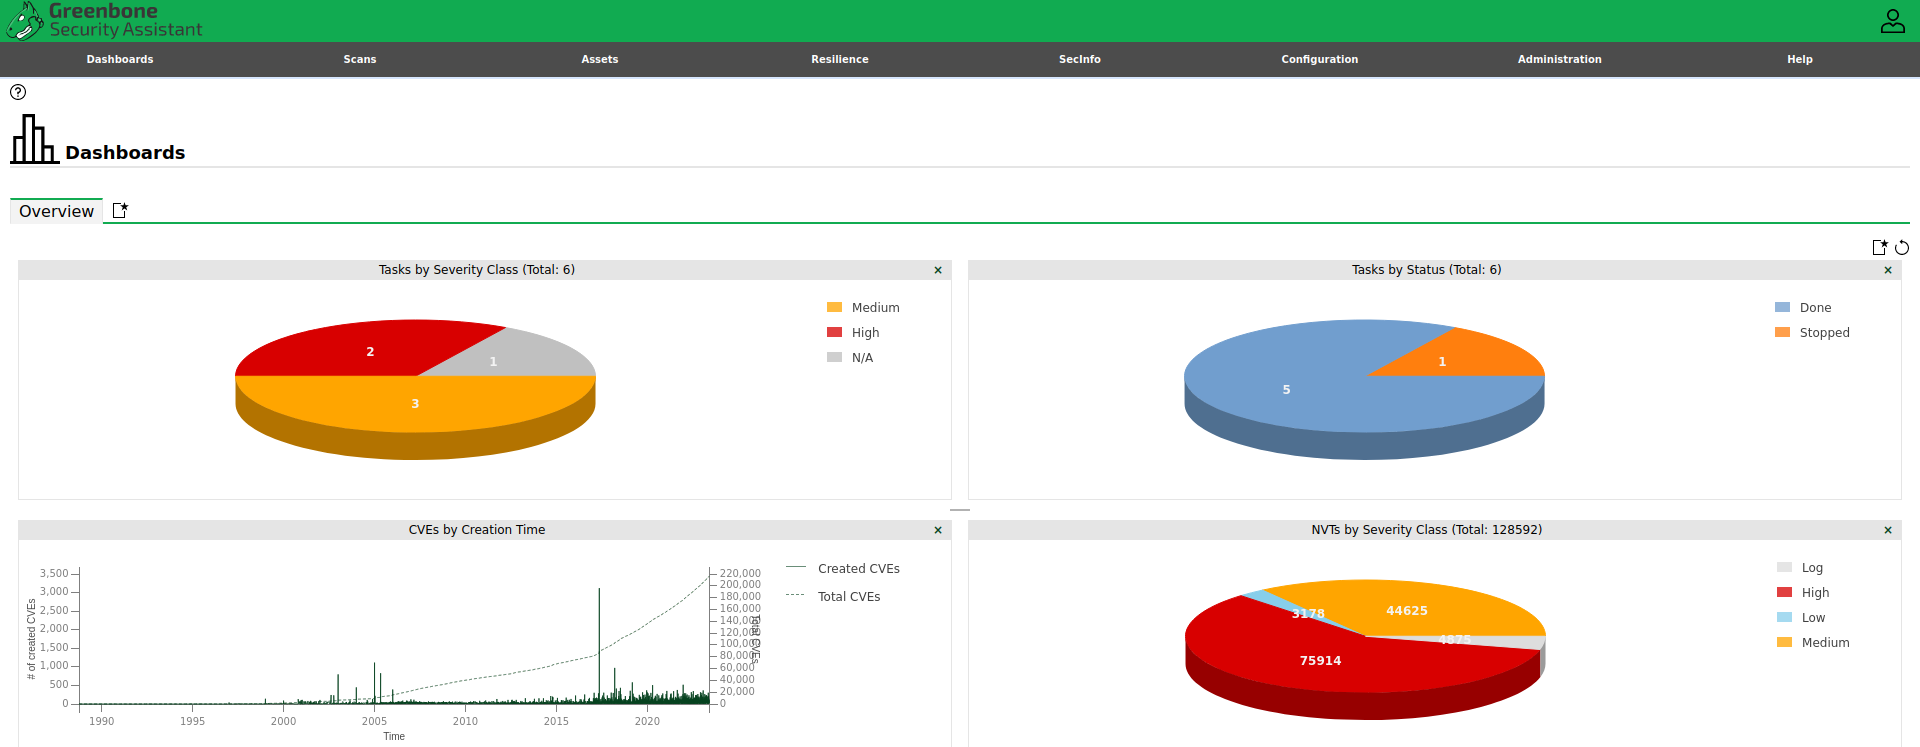 Greenbone
Security Assistant
Dashboards Scans Assets Resilience SecInfo Configuration Administration Help
Dashboards
Overview
Tasks by Severity Class (Total: 6)
Medium
High
N/A
2
1
3
Tasks by Status (Total: 6)
Done
Stopped
1
5
CVEs by Creation Time
Created CVEs
Total CVEs
# of created CVEs
3,500
3,000
2,500
2,000
1,500
1,000
500
0
220,000
200,000
180,000
160,000
140,000
120,000
100,000
80,000
60,000
40,000
20,000
0
Total CVEs
1990 1995 2000 2005 2010 2015 2020
Time
NVTs by Severity Class (Total: 128592)
Log
High
Low
Medium
3178
44625
4875
75914